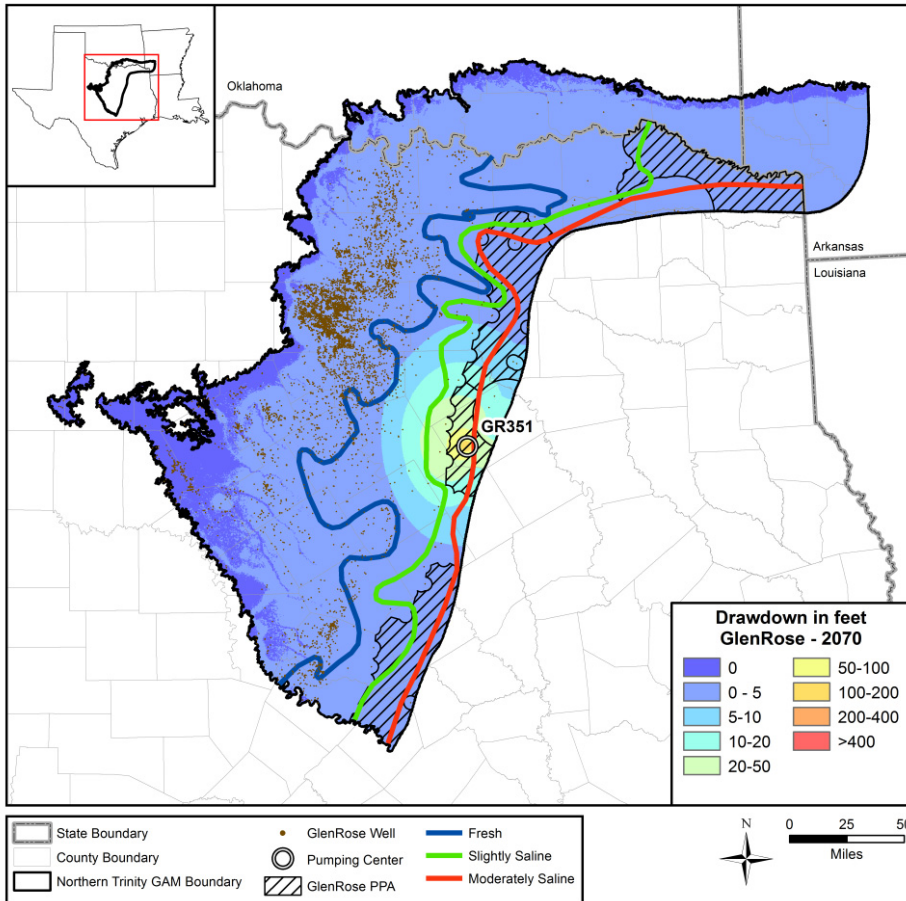 Oklahoma
Arkansas
Louisiana
GR351
Drawdown in feet
GlenRose - 2070
0
0 - 5
5-10
10-20
20-50
50-100
100-200
200-400
>400
State Boundary
County Boundary
Northern Trinity GAM Boundary
GlenRose Well
Pumping Center
GlenRose PPA
Fresh
Slightly Saline
Moderately Saline
N
0 25 50
Miles